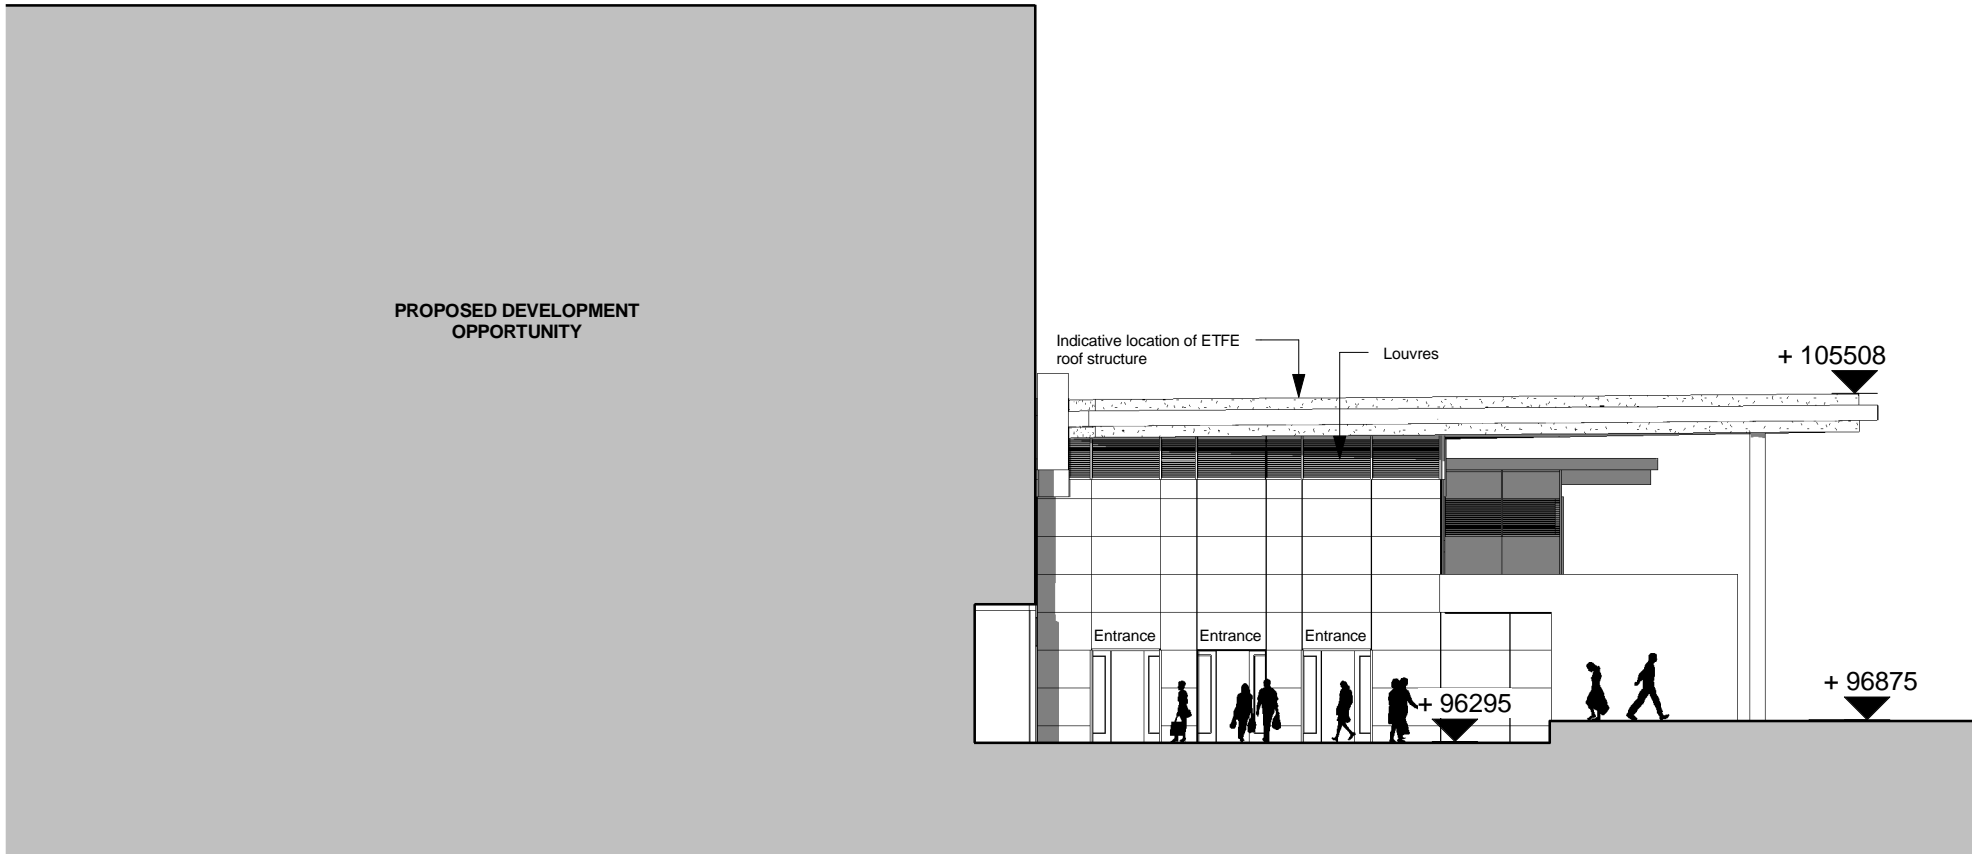 PROPOSED DEVELOPMENT
OPPORTUNITY
Indicative location of ETFE
roof structure
Louvres
+ 105508
Entrance
Entrance
Entrance
+ 96295
+ 96875